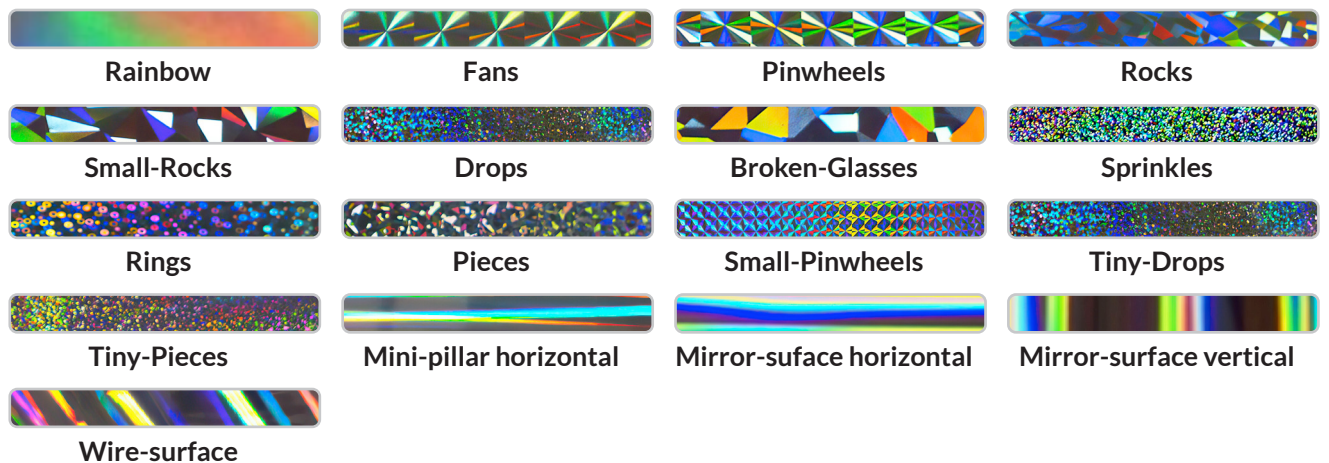 Rainbow
Fans
Pinwheels
Rocks
Small-Rocks
Drops
Broken-Glasses
Sprinkles
Rings
Pieces
Small-Pinwheels
Tiny-Drops
Tiny-Pieces
Mini-pillar horizontal
Mirror-suface horizontal
Mirror-surface vertical
Wire-surface